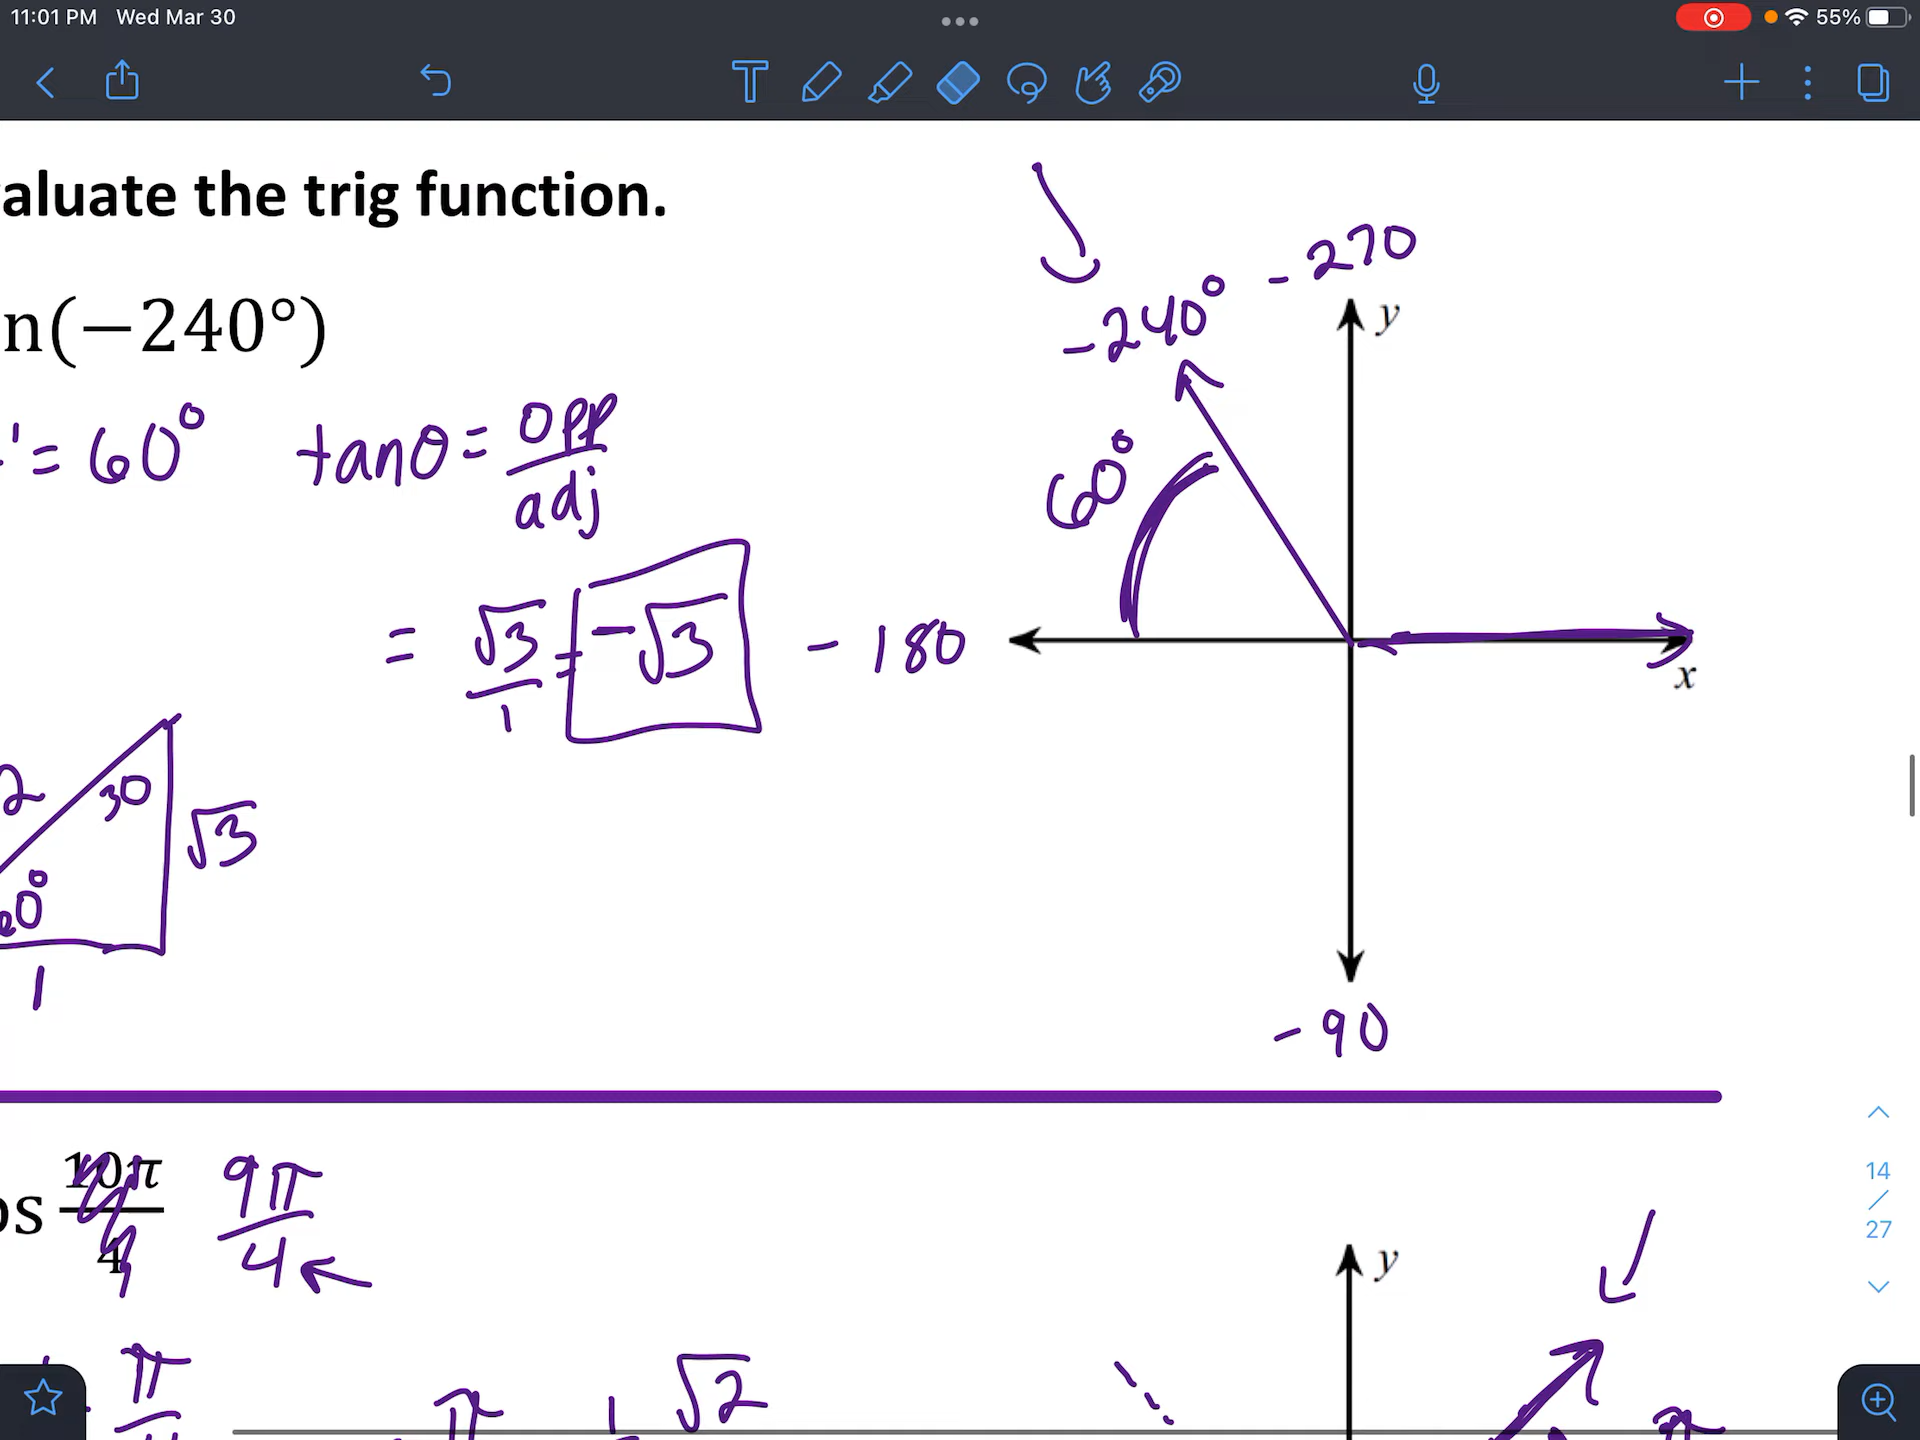 11:01 PM Wed Mar 30
55%
aluate the trig function.
n(−240°)
' = 60°
tanθ = opp/adj
= √3/1 = -√3
-240°
-270
y
60°
-180
x
-90
2
30
√3
60°
1
os 10π/4
9π/4
y
14
/
27
π
π
√2
π